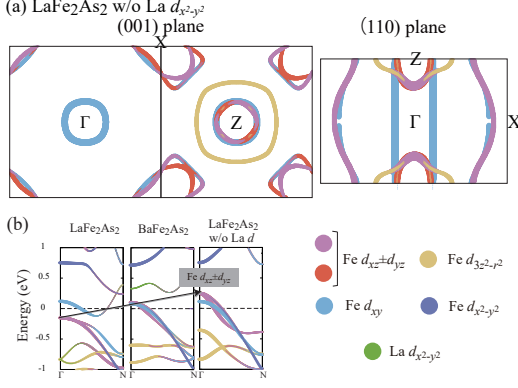 (a) LaFe2As2 w/o La dx²-y²
(001) plane
(110) plane
X
Z
Γ
Z
Γ
X
(b)
LaFe2As2
BaFe2As2
LaFe2As2
w/o La d
Energy (eV)
1
0.5
0
-0.5
-1
Fe dxz±dyz
Γ
N
Γ
N
Γ
N
Fe dxz±dyz
Fe d3z²-r²
Fe dxy
Fe dx²-y²
La dx²-y²